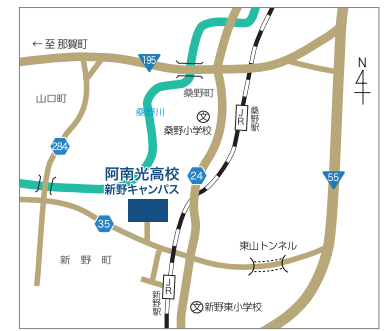 ← 至 那賀町
195
N
山口町
桑野町
桑野川
文
桑野小学校
JR
桑野駅
284
阿南光高校
新野キャンパス
24
55
35
東山トンネル
新野町
JR
新野駅
文
新野東小学校